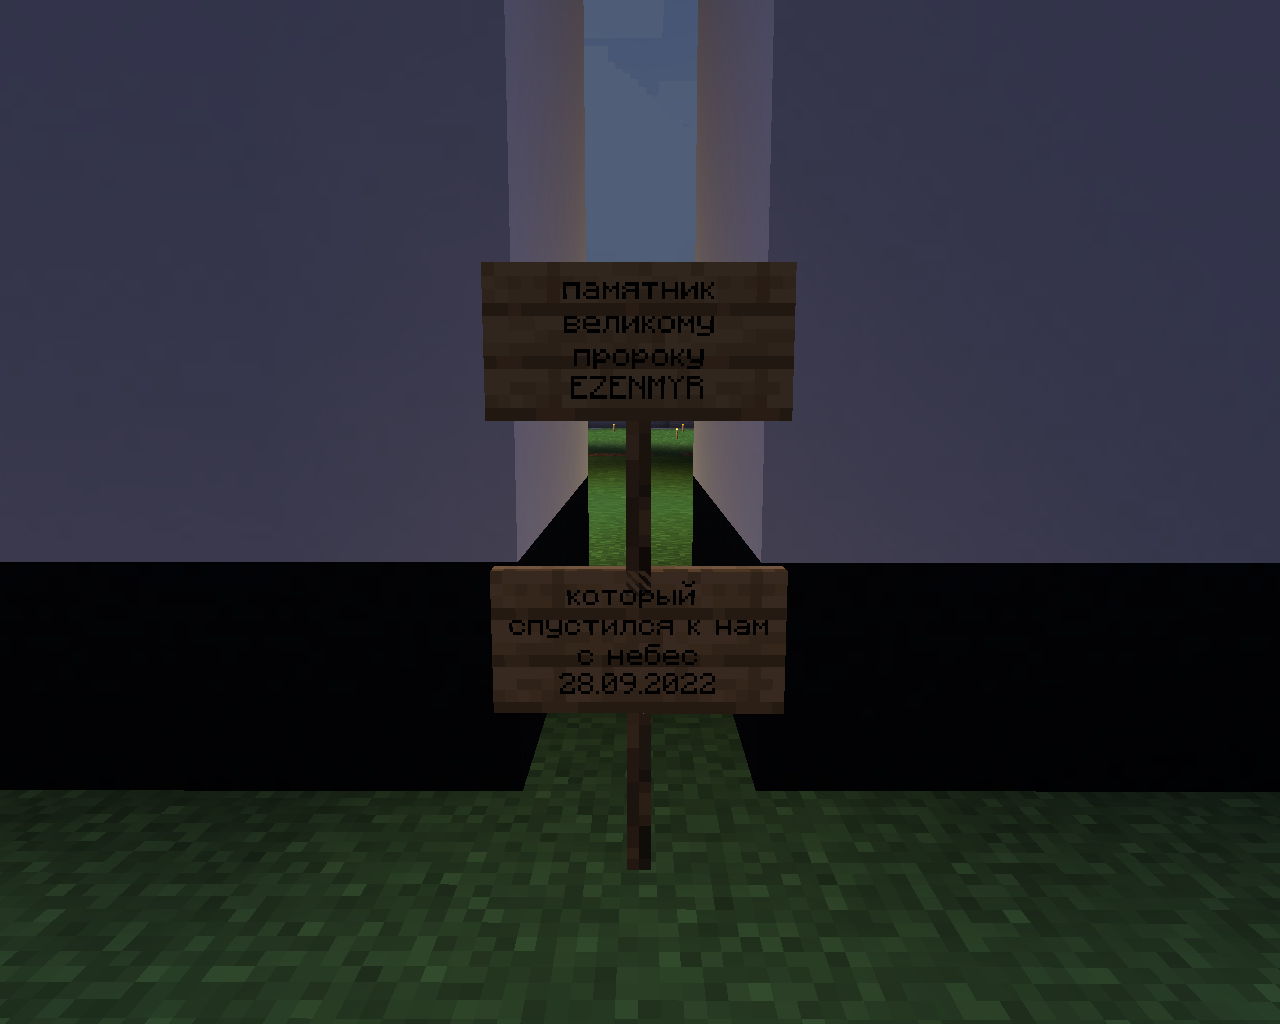 памятник
великому
пророку
EZENMYR
который
спустился к нам
с небес
28.09.2022